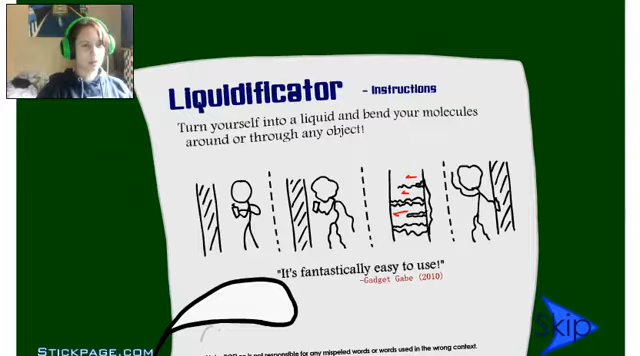 Liquidificator - Instructions
Turn yourself into a liquid and bend your molecules
around or through any object!
"It's fantastically easy to use!"
-Gadget Gabe (2010)
Skip
is not responsible for any mispeled words or words used in the wrong context.
STICKPAGE.COM